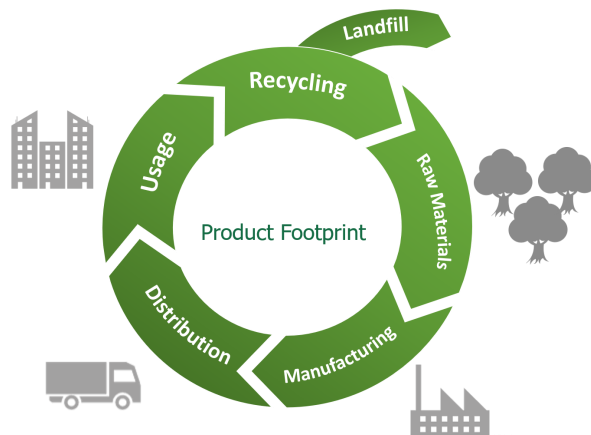 Landfill
Recycling
Raw Materials
Manufacturing
Distribution
Usage
Product Footprint